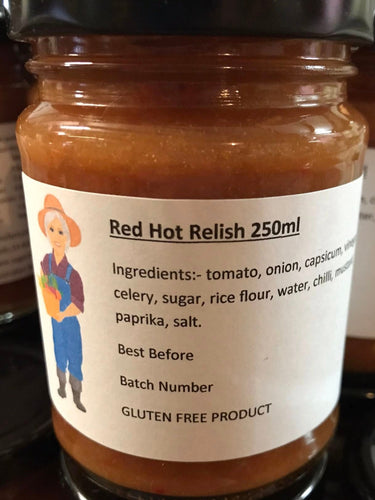 Red Hot Relish 250ml
Ingredients:- tomato, onion, capsicum,
celery, sugar, rice flour, water, chilli,
paprika, salt.
Best Before
Batch Number
GLUTEN FREE PRODUCT